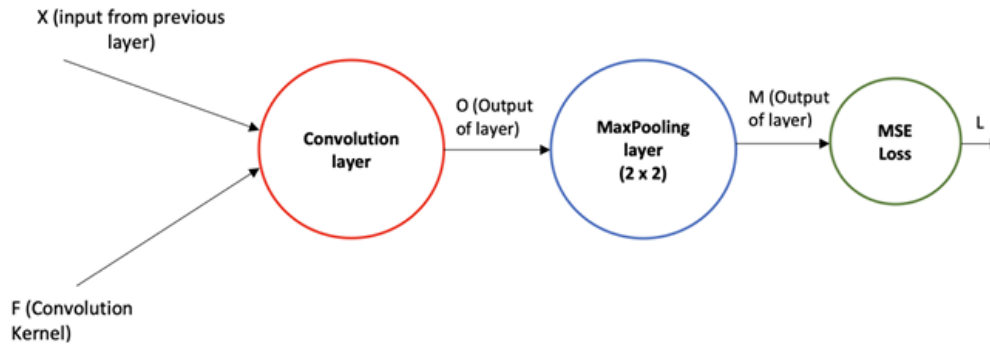 X (input from previous
layer)
Convolution
layer
O (Output
of layer)
MaxPooling
layer
(2 x 2)
M (Output
of layer)
MSE
Loss
L
F (Convolution
Kernel)